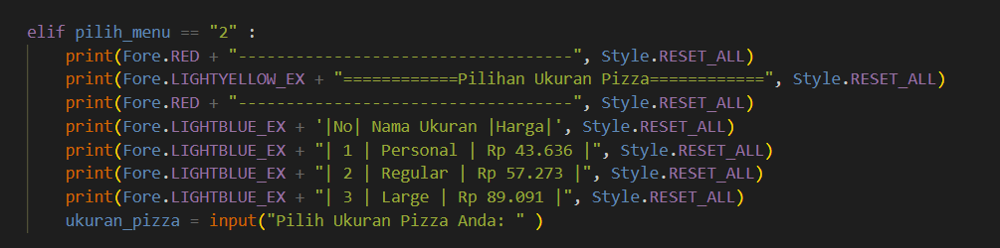 elif pilih_menu == "2" :
    print(Fore.RED + "-----------------------------------", Style.RESET_ALL)
    print(Fore.LIGHTYELLOW_EX + "============Pilihan Ukuran Pizza============", Style.RESET_ALL)
    print(Fore.RED + "-----------------------------------", Style.RESET_ALL)
    print(Fore.LIGHTBLUE_EX + '|No| Nama Ukuran |Harga|', Style.RESET_ALL)
    print(Fore.LIGHTBLUE_EX + "| 1 | Personal | Rp 43.636 |", Style.RESET_ALL)
    print(Fore.LIGHTBLUE_EX + "| 2 | Regular | Rp 57.273 |", Style.RESET_ALL)
    print(Fore.LIGHTBLUE_EX + "| 3 | Large | Rp 89.091 |", Style.RESET_ALL)
    ukuran_pizza = input("Pilih Ukuran Pizza Anda: " )